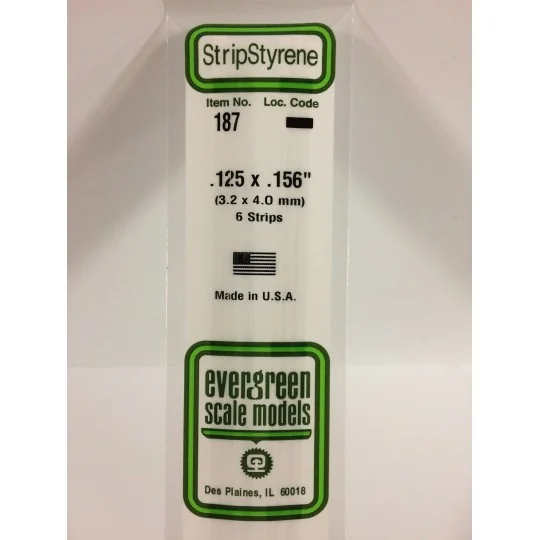 StripStyrene
Item No. Loc. Code
187
.125 x .156"
(3.2 x 4.0 mm)
6 Strips
Made in U.S.A.
evergreen
scale models
Des Plaines, IL 60018